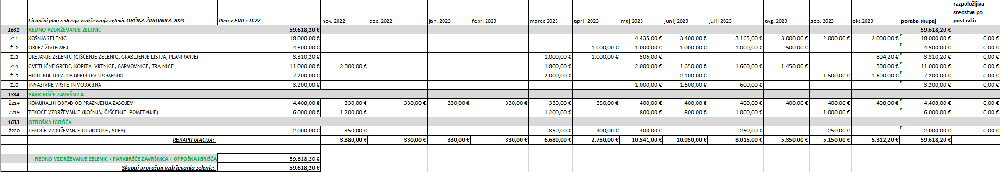 Finančni plan rednega vzdrževanja zelenic OBČINA ŽIROVNICA 2023 Plan v EUR z DDV nov. 2022 dec. 2022 jan. 2023 febr. 2023 marec 2023 april 2023 maj 2023 junij 2023 julij 2023 avg. 2023 sep. 2023 okt.2023 poraba skupaj: razpoložljiva
sredstva po
postavki:
1631 REDNO VZDRŽEVANJE ZELENIC 59.618,20 € 59.618,20 €
Ž11 KOŠNJA ZELENIC 18.000,00 € 4.435,00 € 3.400,00 € 3.165,00 € 3.000,00 € 2.000,00 € 2.000,00 € 18.000,00 € 0,00 €
Ž12 OBREZ ŽIVIH MEJ 4.500,00 € 1.000,00 € 1.000,00 € 1.000,00 € 1.000,00 € 500,00 € 4.500,00 € 0,00 €
Ž13 UREJANJE ZELENIC (ČIŠČENJE ZELENIC, GRABLJENJE LISTJA, PLANIRANJE) 3.310,20 € 1.000,00 € 1.000,00 € 506,00 € 804,20 € 3.310,20 € 0,00 €
Ž14 CVETLIČNE GREDE, KORITA, VRTNICE, GARMOVNICE, TRAJNICE 11.000,00 € 2.000,00 € 1.800,00 € 2.000,00 € 1.650,00 € 1.600,00 € 1.450,00 € 500,00 € 11.000,00 € 0,00 €
Ž15 HORTIKULTURALNA UREDITEV SPOMENIKI 7.200,00 € 2.000,00 € 2.100,00 € 1.500,00 € 1.600,00 € 7.200,00 € 0,00 €
Ž16 INVAZIVNE VRSTE IN VODARINA 3.200,00 € 1.000,00 € 1.600,00 € 600,00 € 3.200,00 € 0,00 €
1334 PARKIRIŠČE ZAVRŠNICA
Ž214 KOMUNALNI ODPAD OD PRAZNJENJA ZABOJEV 4.408,00 € 330,00 € 330,00 € 330,00 € 330,00 € 330,00 € 350,00 € 400,00 € 400,00 € 400,00 € 400,00 € 400,00 € 408,00 € 4.408,00 € 0,00 €
Ž219 TEKOČE VZDRŽEVANJE (KOŠNJA, ČIŠČENJE, POMETANJE) 6.000,00 € 1.200,00 € 1.200,00 € 800,00 € 800,00 € 1.000,00 € 1.000,00 € 6.000,00 € 0,00 €
1633 OTROŠKA IGRIŠČA
Ž220 TEKOČE VZDRŽEVANJE OI (RODINE, VRBA) 2.000,00 € 350,00 € 350,00 € 400,00 € 400,00 € 250,00 € 250,00 € 2.000,00 € 0,00 €
REKAPITULACIJA: 3.880,00 € 330,00 € 330,00 € 330,00 € 6.680,00 € 2.750,00 € 10.541,00 € 10.950,00 € 8.015,00 € 5.350,00 € 5.150,00 € 5.312,20 € 59.618,20 €
REDNO VZDRŽEVANJE ZELENIC + PARKIIRŠČE ZAVRŠNICA + OTROŠKA IGRIŠČA 59.618,20 €
Skupaj proračun vzdrževanja zelenic: 59.618,20 €